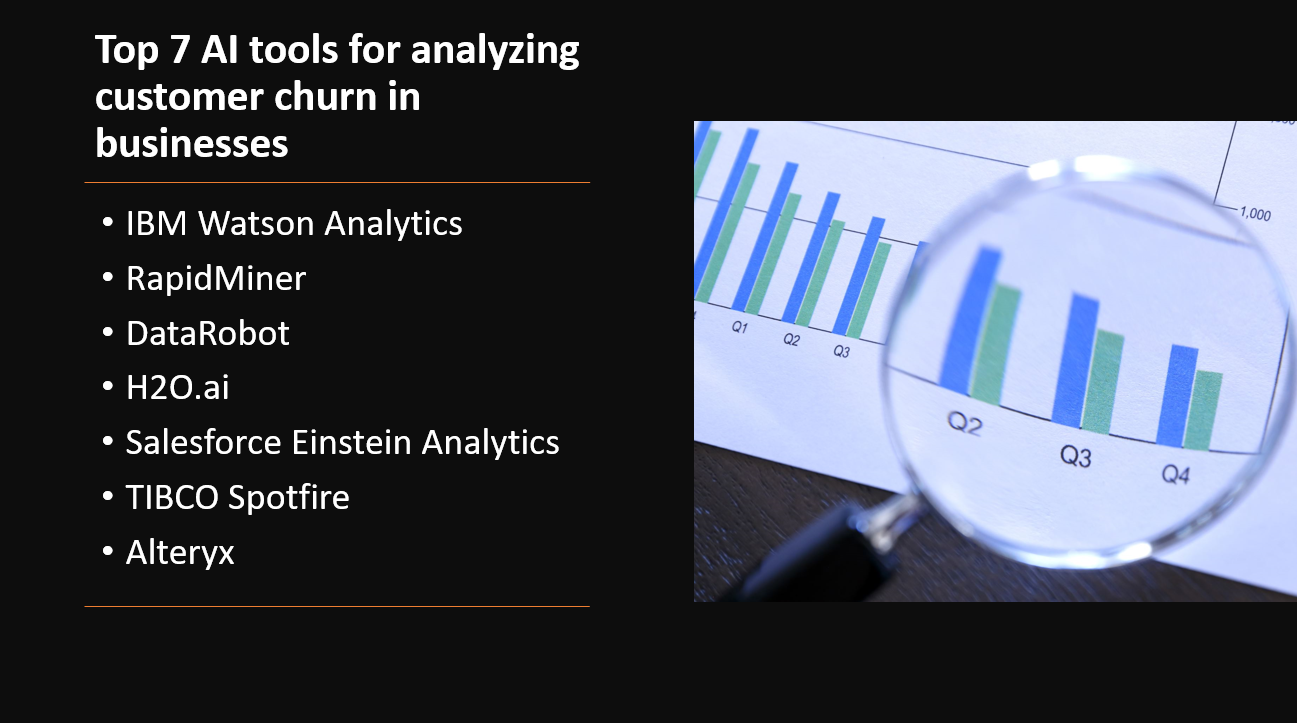 Top 7 AI tools for analyzing
customer churn in
businesses
• IBM Watson Analytics
• RapidMiner
• DataRobot
• H2O.ai
• Salesforce Einstein Analytics
• TIBCO Spotfire
• Alteryx
1,000
Q1
Q2
Q3
Q2
Q3
Q4